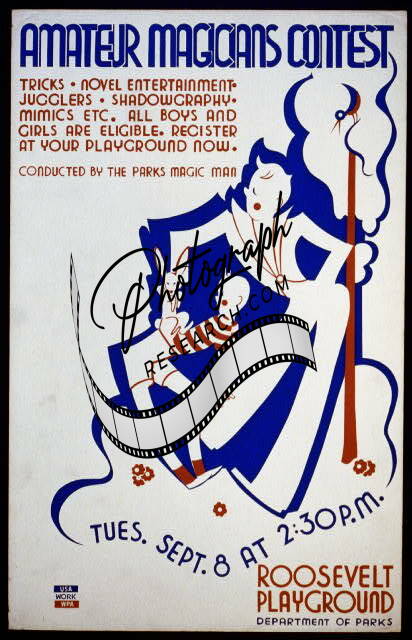 AMATEUR MAGICIANS CONTEST
TRICKS • NOVEL ENTERTAINMENT•
JUGGLERS • SHADOWGRAPHY•
MIMICS ETC. ALL BOYS AND
GIRLS ARE ELIGIBLE. REGISTER
AT YOUR PLAYGROUND NOW.
CONDUCTED BY THE PARKS MAGIC MAN
Photograph
RESEARCH.COM
TUES. SEPT. 8 AT 2:30 P.M.
ROOSEVELT
PLAYGROUND
DEPARTMENT OF PARKS
USA
WORK
WPA